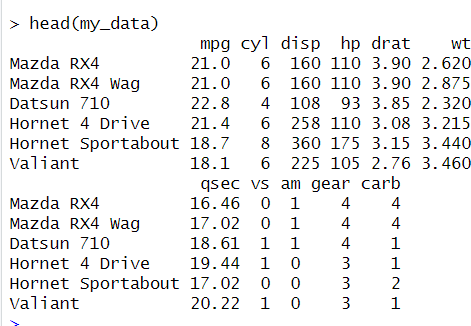 > head(my_data)
                   mpg cyl disp  hp drat    wt
Mazda RX4         21.0   6  160 110 3.90 2.620
Mazda RX4 Wag     21.0   6  160 110 3.90 2.875
Datsun 710        22.8   4  108  93 3.85 2.320
Hornet 4 Drive    21.4   6  258 110 3.08 3.215
Hornet Sportabout 18.7   8  360 175 3.15 3.440
Valiant           18.1   6  225 105 2.76 3.460
                   qsec vs am gear carb
Mazda RX4         16.46  0  1    4    4
Mazda RX4 Wag     17.02  0  1    4    4
Datsun 710        18.61  1  1    4    1
Hornet 4 Drive    19.44  1  0    3    1
Hornet Sportabout 17.02  0  0    3    2
Valiant           20.22  1  0    3    1
>